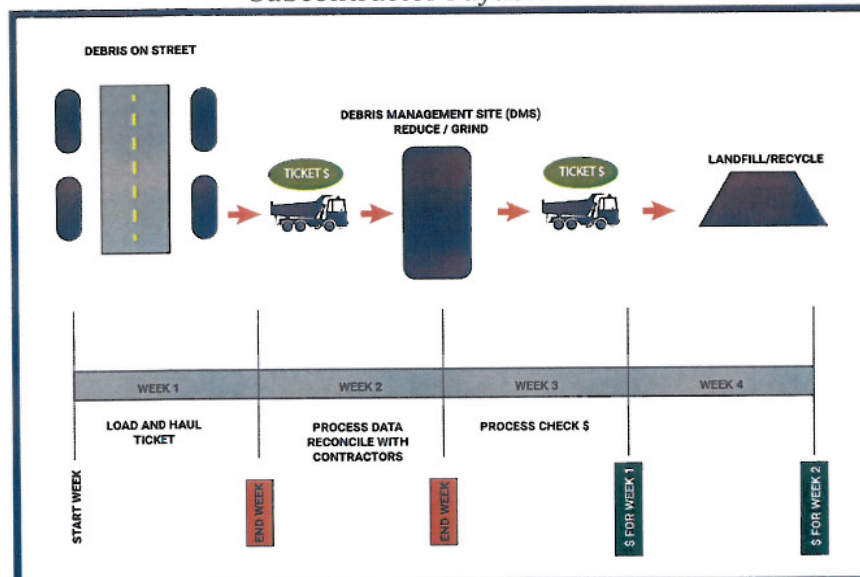 DEBRIS ON STREET
DEBRIS MANAGEMENT SITE (DMS)
REDUCE / GRIND
TICKET $
TICKET $
LANDFILL/RECYCLE
WEEK 1
WEEK 2
WEEK 3
WEEK 4
LOAD AND HAUL
TICKET
PROCESS DATA
RECONCILE WITH
CONTRACTORS
PROCESS CHECK $
START WEEK
END WEEK
END WEEK
$ FOR WEEK 1
$ FOR WEEK 2